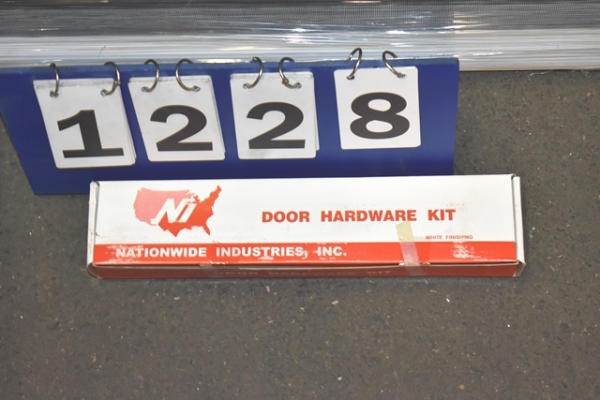 1228
NI
DOOR HARDWARE KIT
WHITE FINISHING
NATIONWIDE INDUSTRIES, INC.